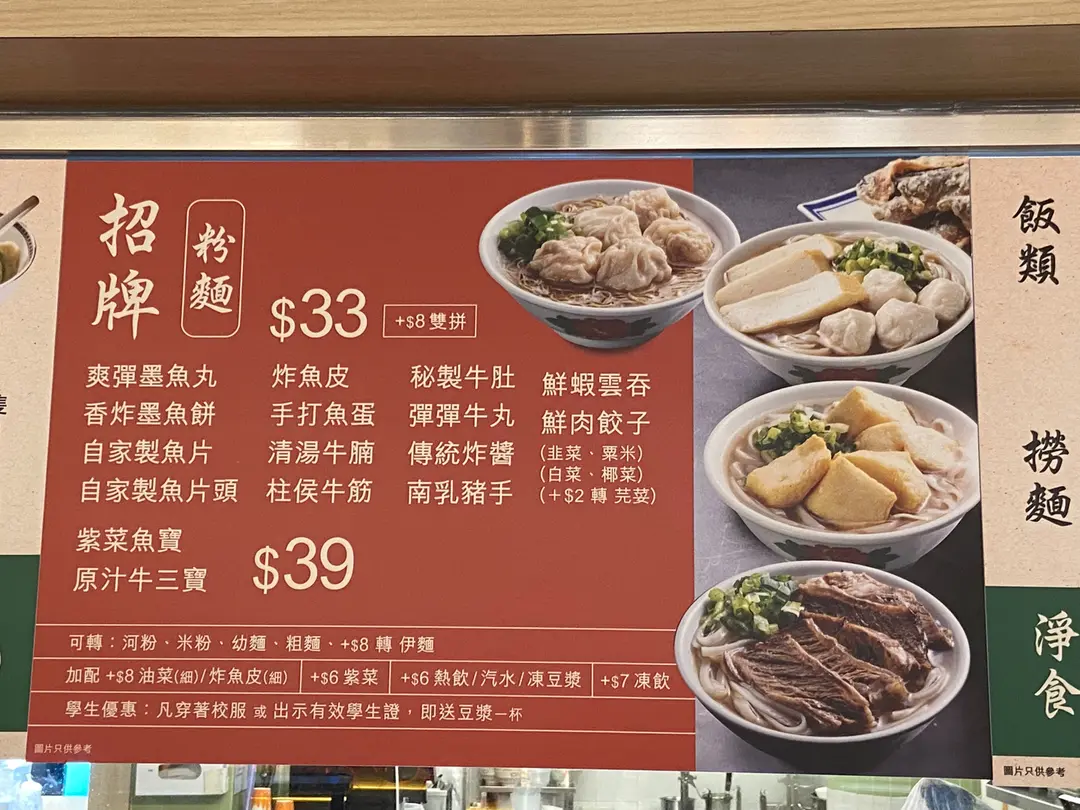 招牌
粉麵
$33
+$8 雙拼
爽彈墨魚丸
香炸墨魚餅
自家製魚片
自家製魚片頭
炸魚皮
手打魚蛋
清湯牛腩
柱侯牛筋
秘製牛肚
彈彈牛丸
傳統炸醬
南乳豬手
鮮蝦雲吞
鮮肉餃子
(韭菜、粟米)
(白菜、椰菜)
(+$2 轉 芫荽)
紫菜魚寶
原汁牛三寶
$39
可轉：河粉、米粉、幼麵、粗麵、+$8 轉 伊麵
加配 +$8 油菜(細)/炸魚皮(細)
+$6 紫菜
+$6 熱飲/汽水/凍豆漿
+$7 凍飲
學生優惠：凡穿著校服 或 出示有效學生證，即送豆漿一杯
圖片只供參考
飯類
撈麵
淨食
圖片只供參考